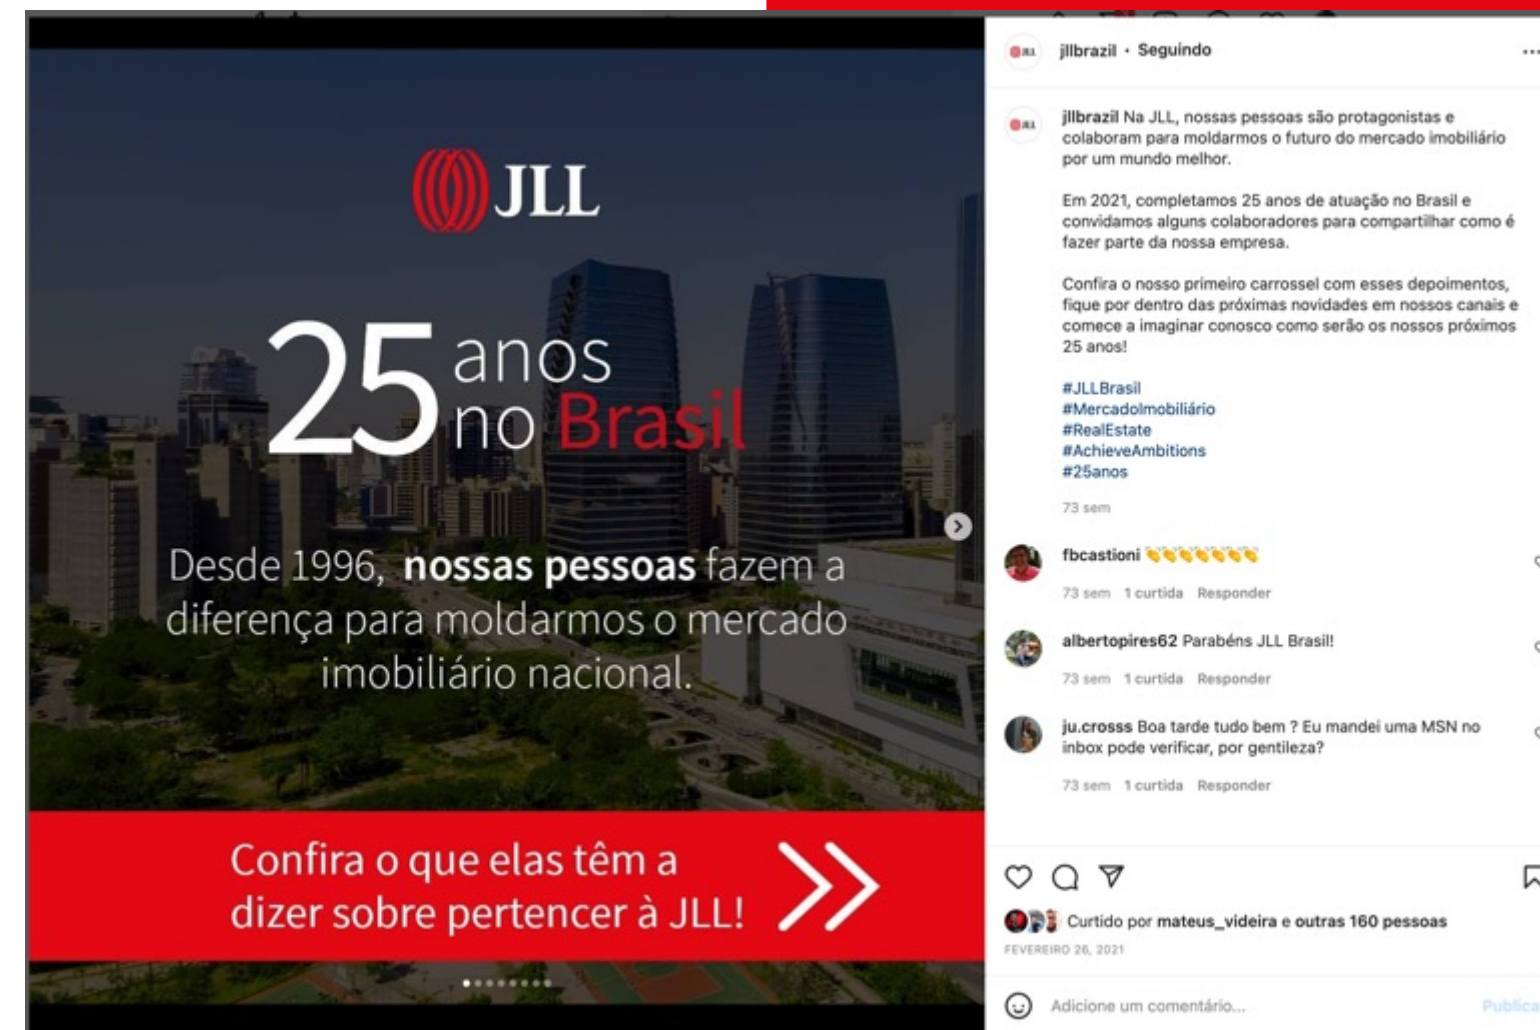 JLL
25 anos
no Brasil
Desde 1996, nossas pessoas fazem a
diferença para moldarmos o mercado
imobiliário nacional.
Confira o que elas têm a
dizer sobre pertencer à JLL!
jllbrazil • Seguindo
jllbrazil Na JLL, nossas pessoas são protagonistas e
colaboram para moldarmos o futuro do mercado imobiliário
por um mundo melhor.
Em 2021, completamos 25 anos de atuação no Brasil e
convidamos alguns colaboradores para compartilhar como é
fazer parte da nossa empresa.
Confira o nosso primeiro carrossel com esses depoimentos,
fique por dentro das próximas novidades em nossos canais e
comece a imaginar conosco como serão os nossos próximos
25 anos!
#JLLBrasil
#MercadoImobiliário
#RealEstate
#AchieveAmbitions
#25anos
73 sem
fbcastioni 👏👏👏👏👏👏👏
73 sem 1 curtida Responder
albertopires62 Parabéns JLL Brasil!
73 sem 1 curtida Responder
ju.crosss Boa tarde tudo bem ? Eu mandei uma MSN no
inbox pode verificar, por gentileza?
73 sem 1 curtida Responder
Curtido por mateus_videira e outras 160 pessoas
FEVEREIRO 26, 2021
Adicione um comentário...
Publica